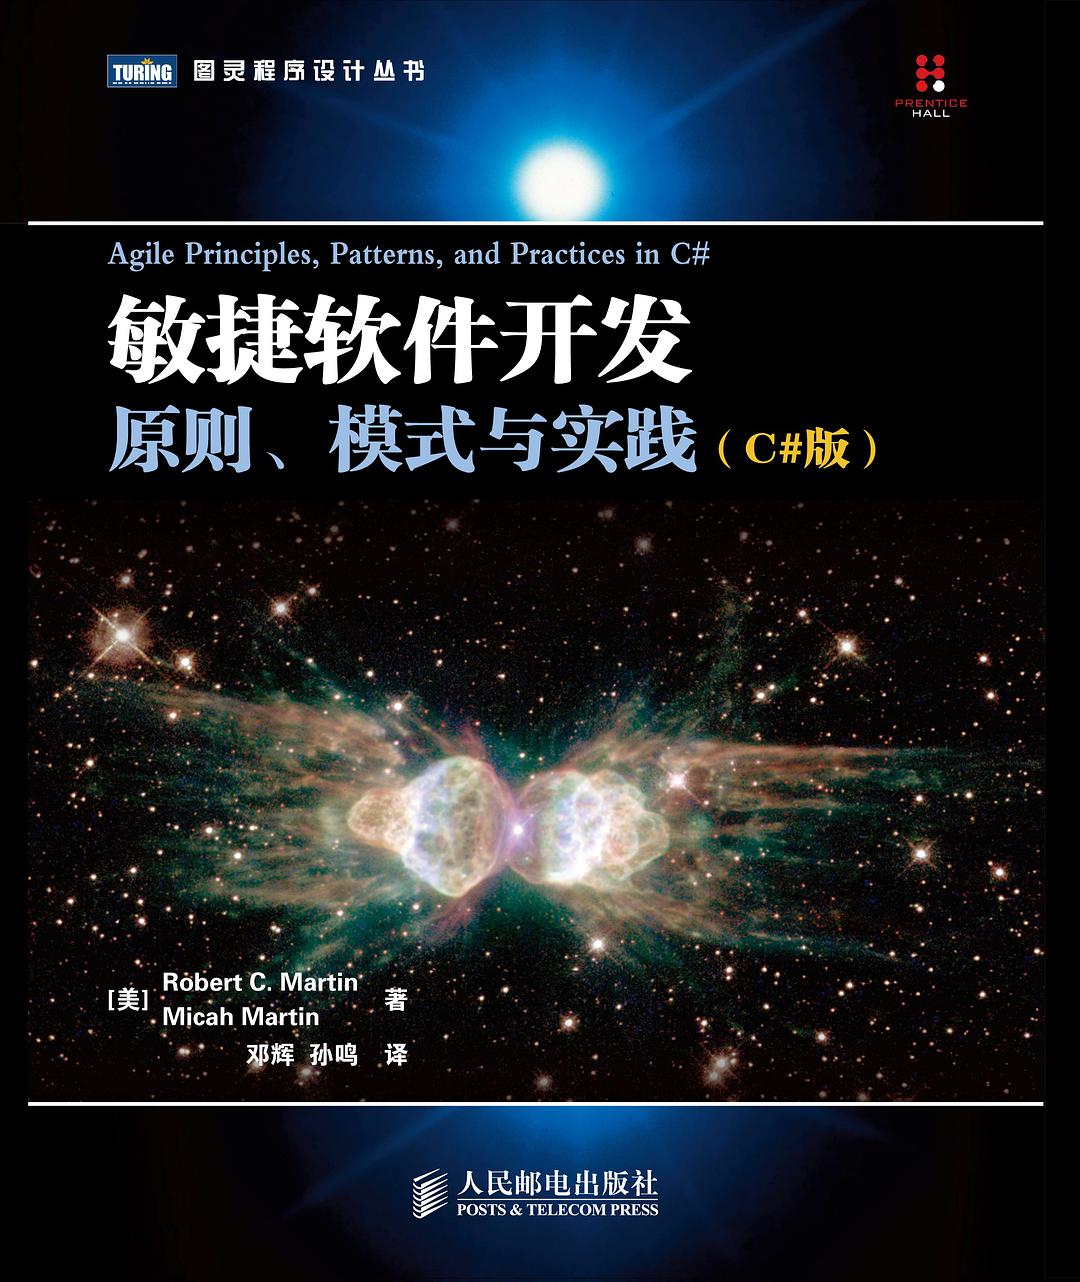 TURING 图灵程序设计丛书
PRENTICE
HALL
Agile Principles, Patterns, and Practices in C#
敏捷软件开发
原则、模式与实践（C#版）
[美] Robert C. Martin
Micah Martin 著
邓辉 孙鸣 译
人民邮电出版社
POSTS & TELECOM PRESS